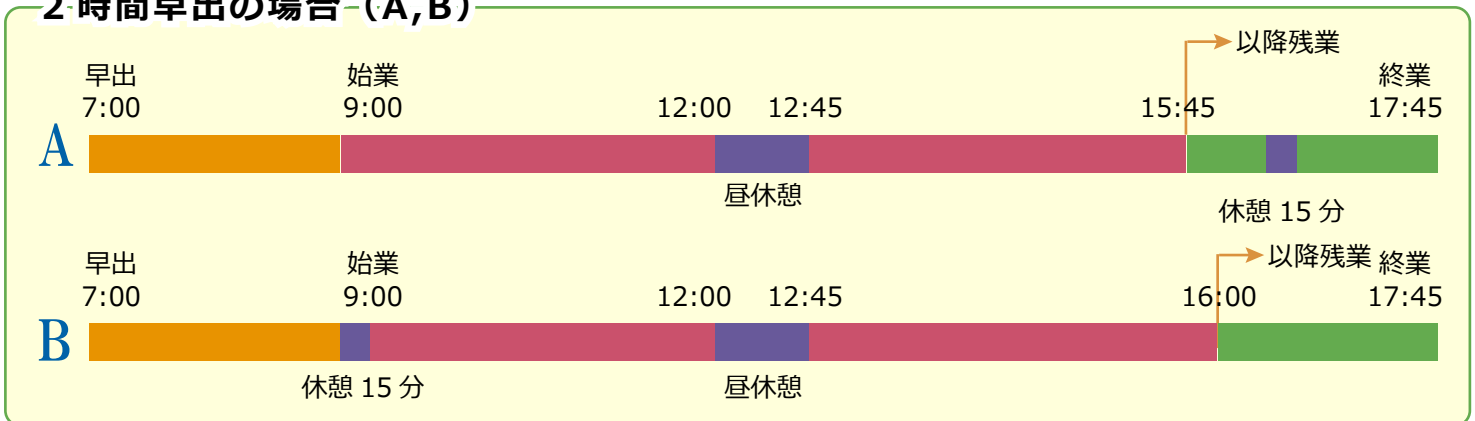 2時間早出の場合（A,B）
以降残業
早出 始業 終業
7:00 9:00 12:00 12:45 15:45 17:45
A
昼休憩
休憩 15 分
以降残業
早出 始業 終業
7:00 9:00 12:00 12:45 16:00 17:45
B
休憩 15 分 昼休憩